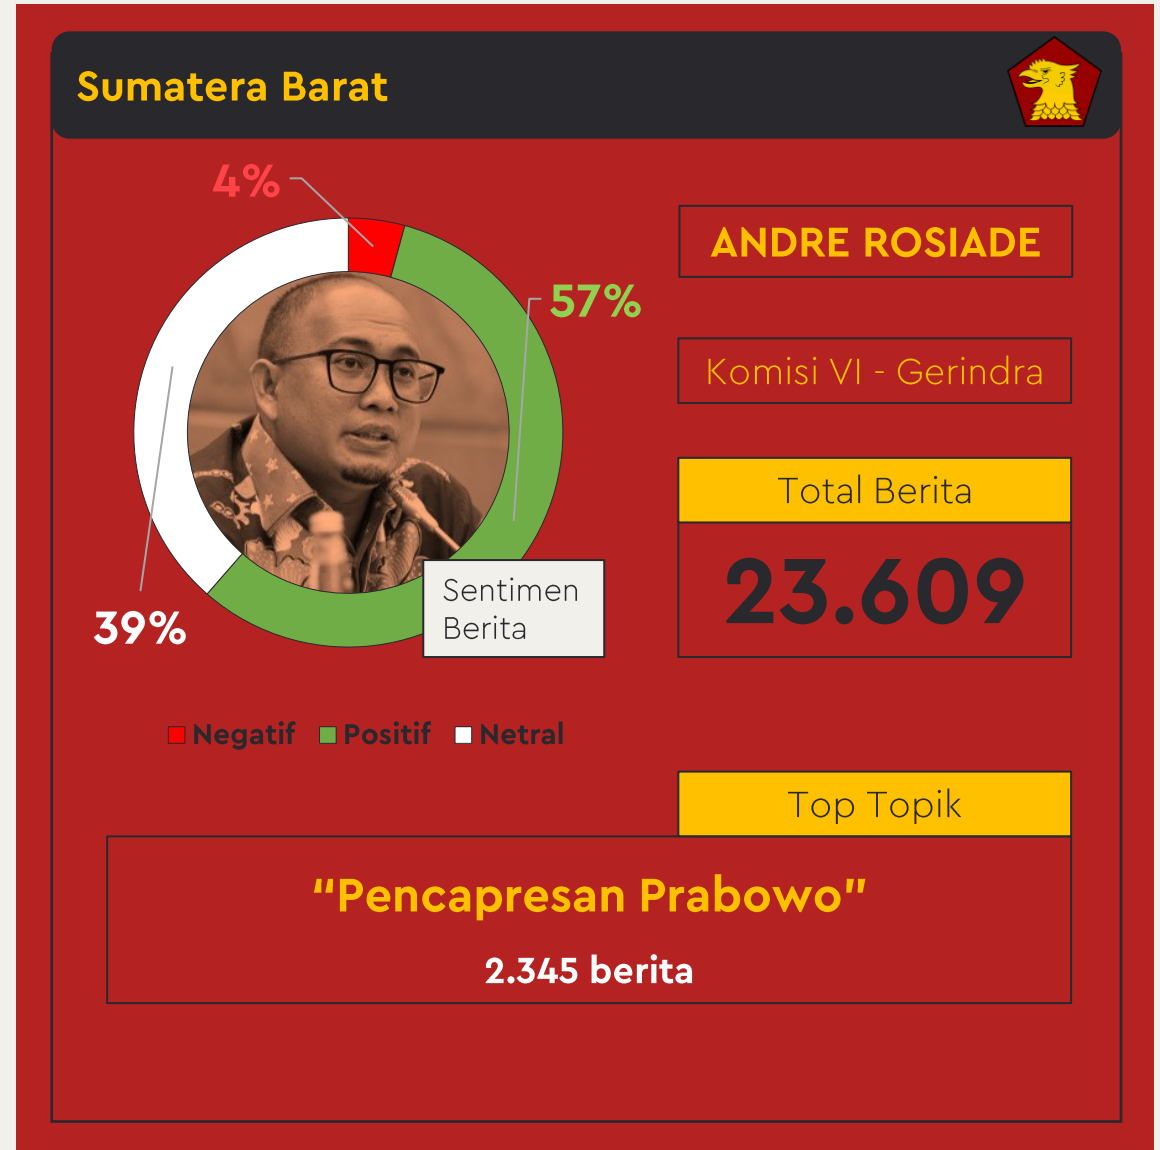 Sumatera Barat
4%
57%
39%
Sentimen
Berita
Negatif Positif Netral
ANDRE ROSIADE
Komisi VI - Gerindra
Total Berita
23.609
Top Topik
“Pencapresan Prabowo”
2.345 berita